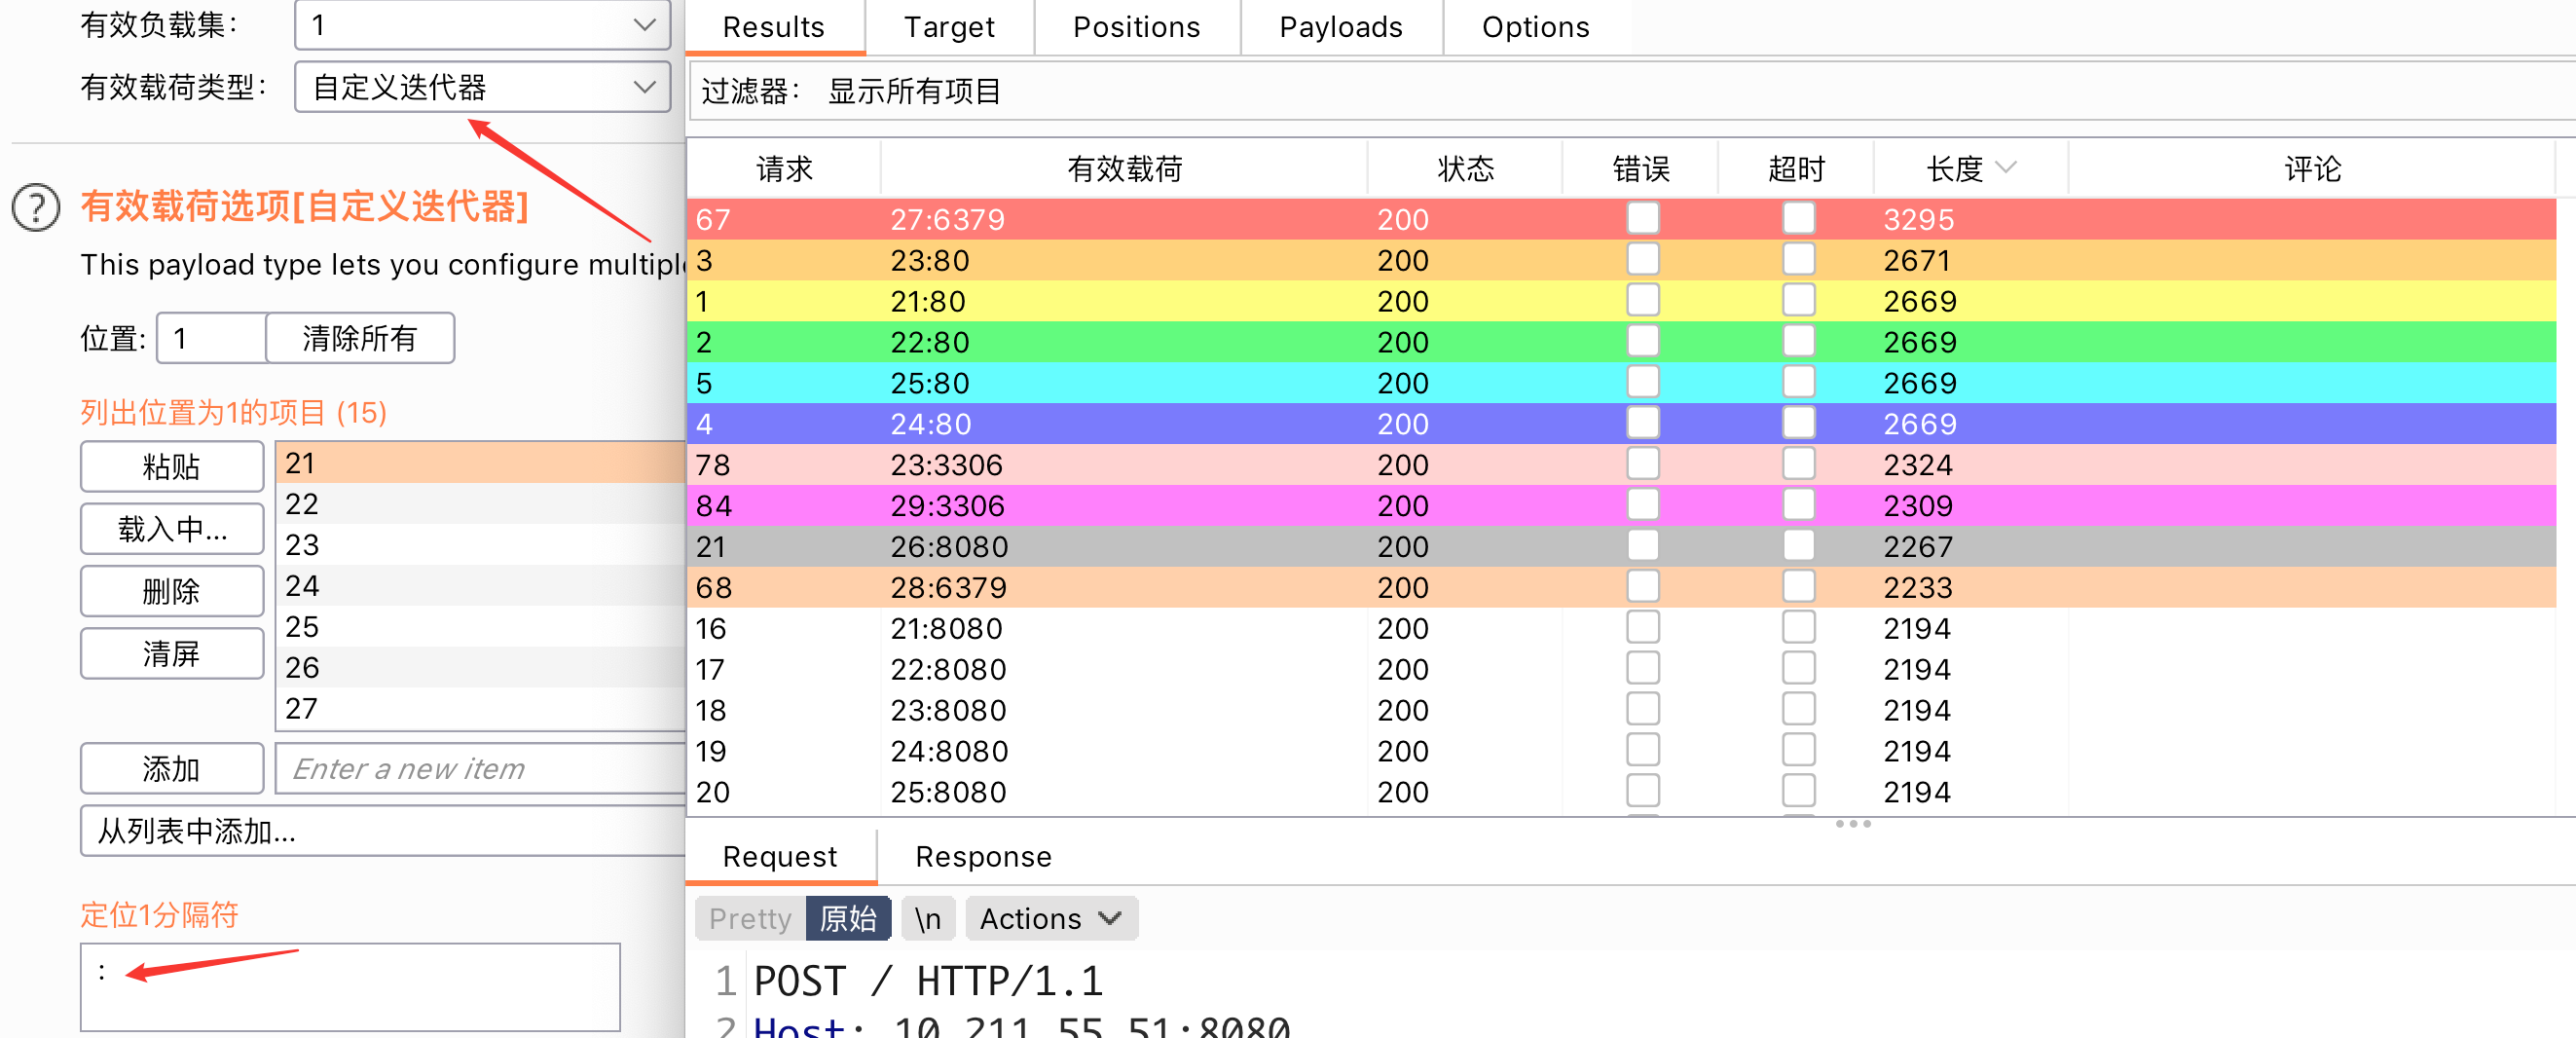 有效负载集： 1
有效载荷类型： 自定义迭代器
? 有效载荷选项[自定义迭代器]
This payload type lets you configure multiple
位置: 1 清除所有
列出位置为1的项目 (15)
粘贴
载入中...
删除
清屏
21
22
23
24
25
26
27
添加 Enter a new item
从列表中添加...
定位1分隔符
:
Results Target Positions Payloads Options
过滤器： 显示所有项目
请求 有效载荷 状态 错误 超时 长度 评论
67 27:6379 200 3295
3 23:80 200 2671
1 21:80 200 2669
2 22:80 200 2669
5 25:80 200 2669
4 24:80 200 2669
78 23:3306 200 2324
84 29:3306 200 2309
21 26:8080 200 2267
68 28:6379 200 2233
16 21:8080 200 2194
17 22:8080 200 2194
18 23:8080 200 2194
19 24:8080 200 2194
20 25:8080 200 2194
Request Response
Pretty 原始 \n Actions
1 POST / HTTP/1.1
2 Host: 10.211.55.51:8080